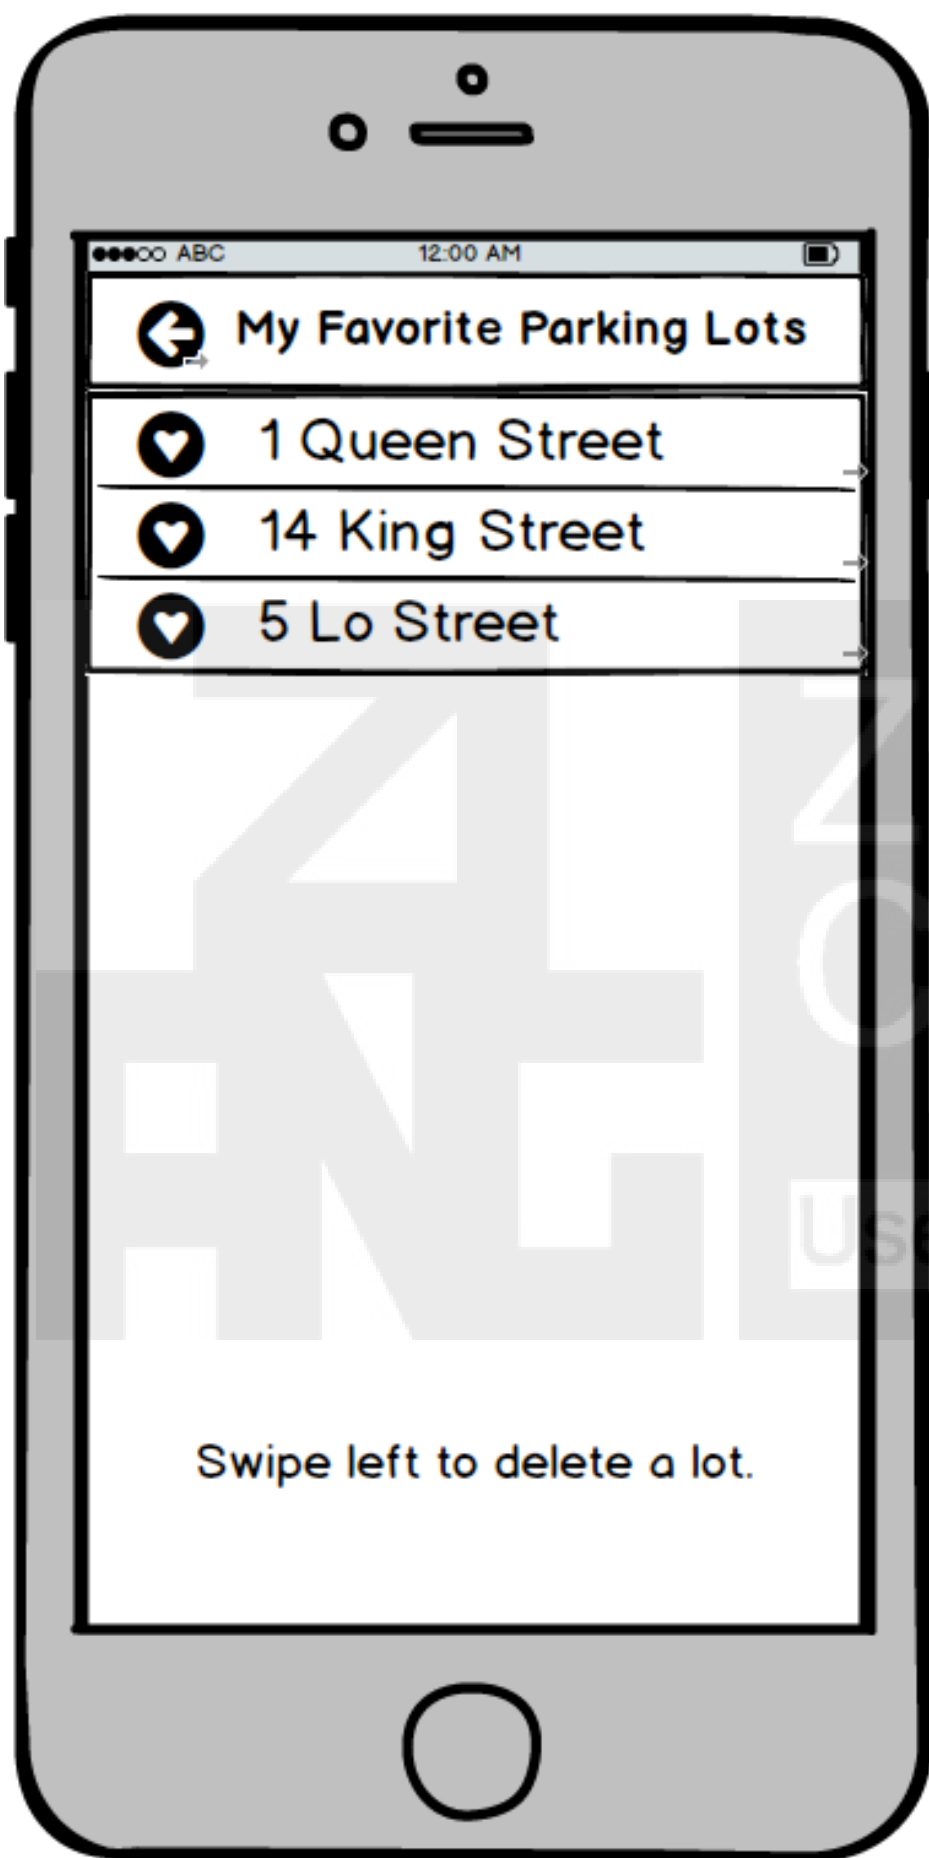 ABC 12:00 AM
My Favorite Parking Lots
1 Queen Street
14 King Street
5 Lo Street
Swipe left to delete a lot.